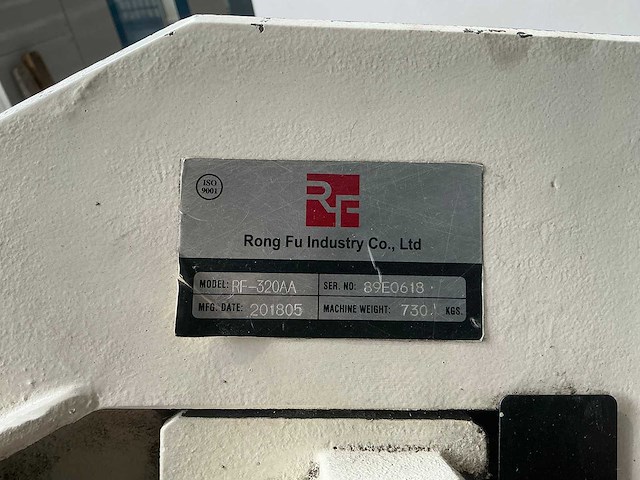 ISO
9001
RF
Rong Fu Industry Co., Ltd
MODEL: RF-320AA SER. NO: 89E0618
MFG. DATE: 201805 MACHINE WEIGHT: 730 KGS.